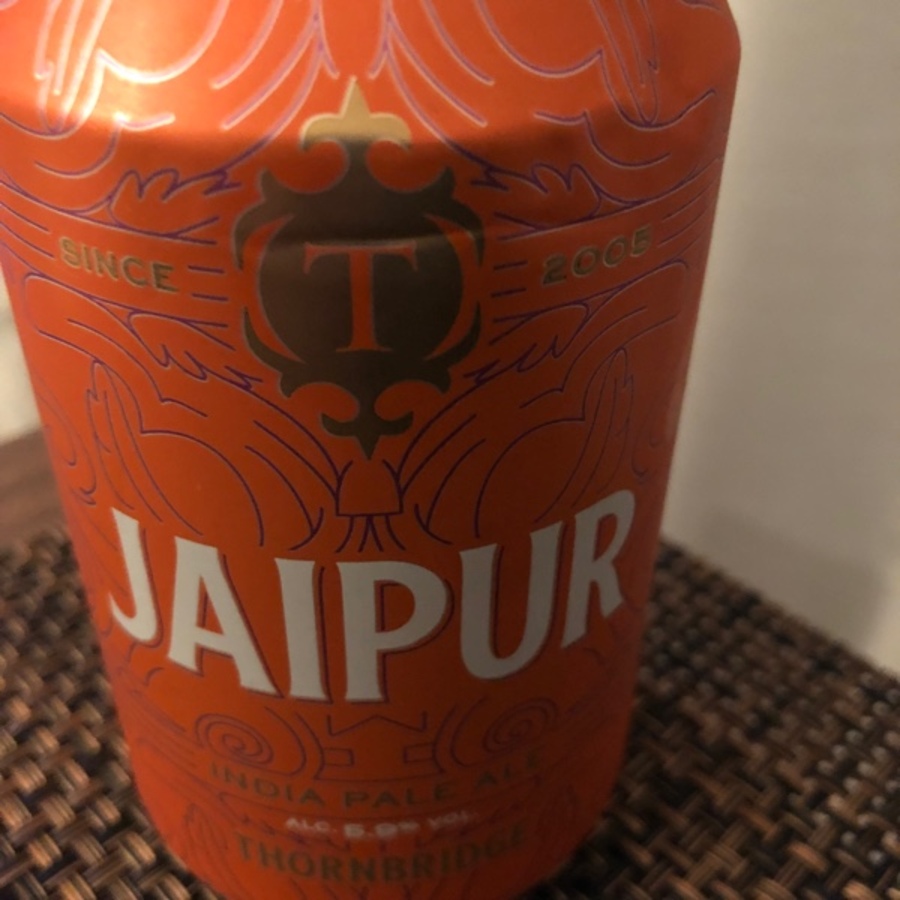 SINCE T 2005
JAIPUR
INDIA PALE ALE
ALC. 5.9% VOL.
THORNBRIDGE